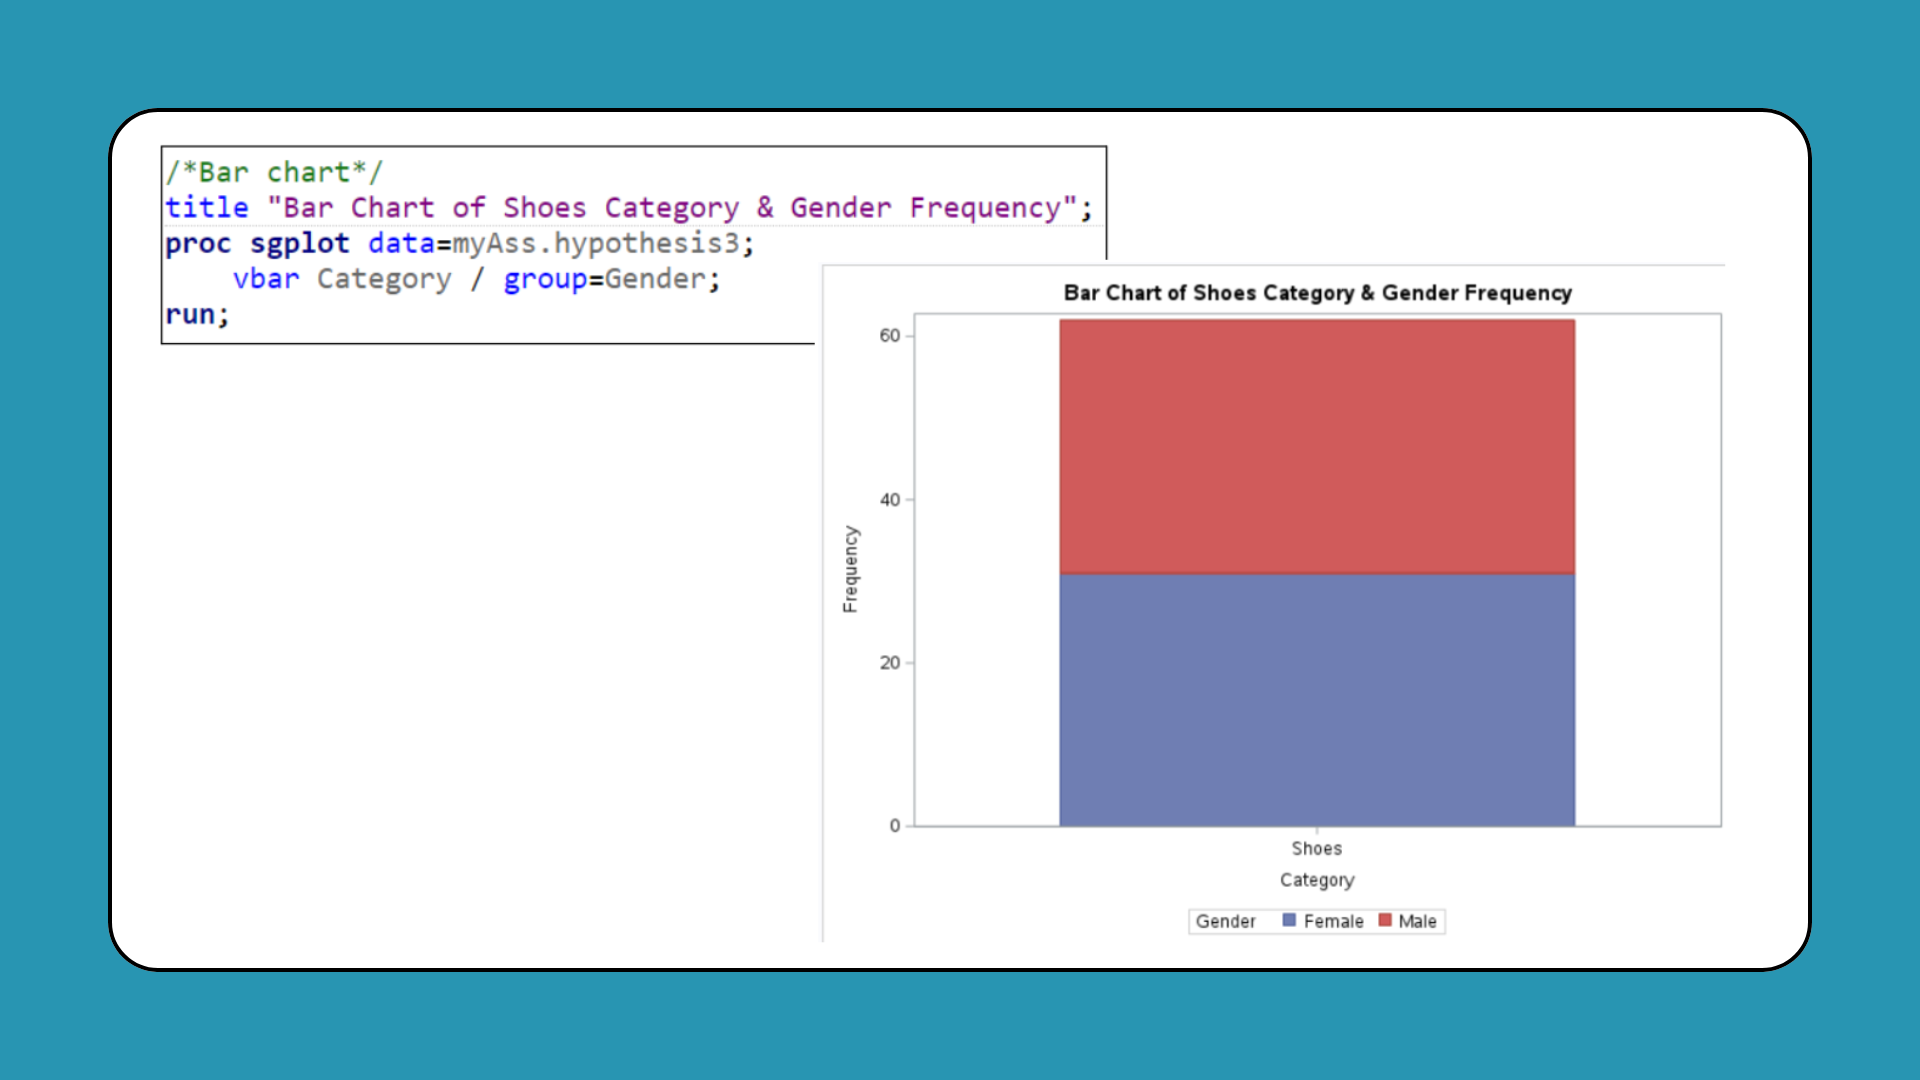 /*Bar chart*/
title "Bar Chart of Shoes Category & Gender Frequency";
proc sgplot data=myAss.hypothesis3;
    vbar Category / group=Gender;
run;
Bar Chart of Shoes Category & Gender Frequency
60
40
20
0
Frequency
Shoes
Category
Gender Female Male